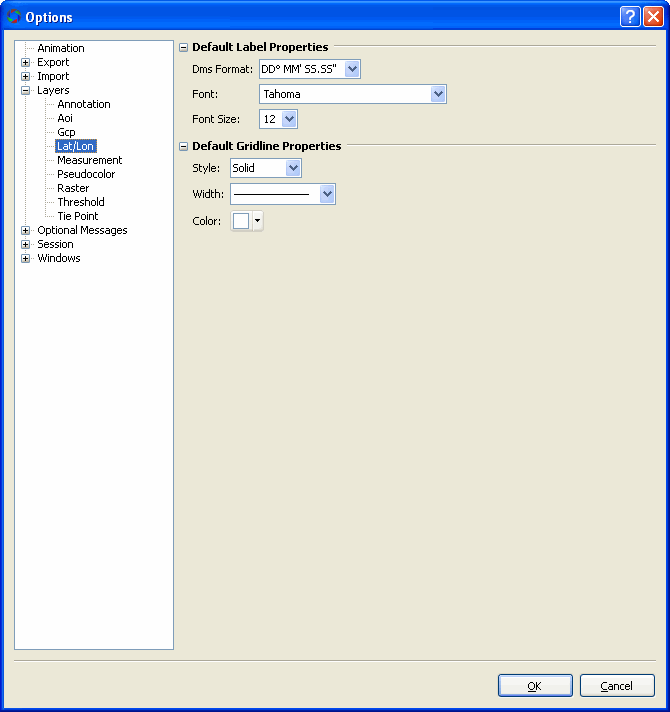 Options
Animation
Export
Import
Layers
Annotation
Aoi
Gcp
Lat/Lon
Measurement
Pseudocolor
Raster
Threshold
Tie Point
Optional Messages
Session
Windows
Default Label Properties
Dms Format: DD° MM' SS.SS"
Font: Tahoma
Font Size: 12
Default Gridline Properties
Style: Solid
Width:
Color:
OK Cancel